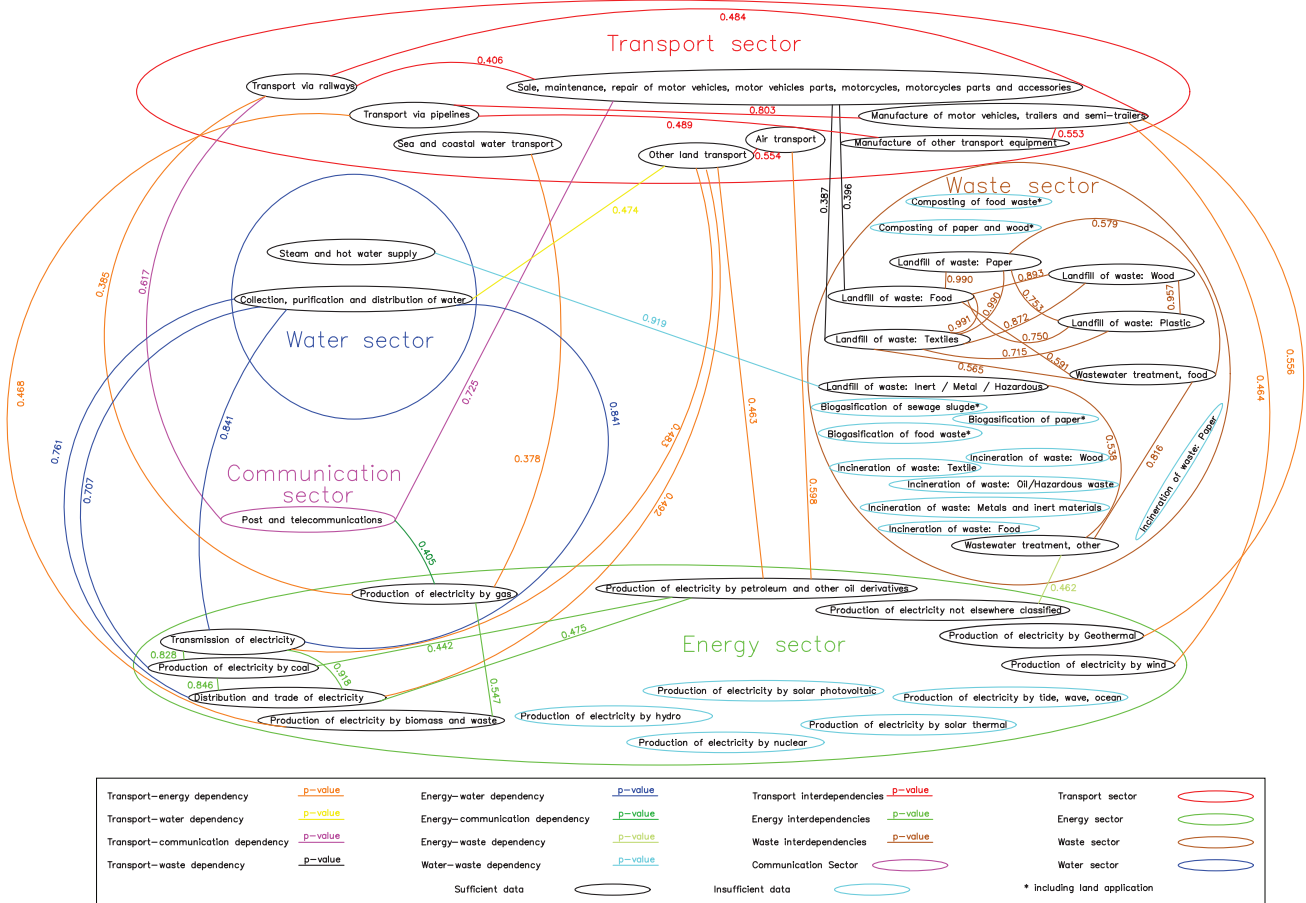 0.484
Transport sector
0.406
Transport via railways
Sale, maintenance, repair of motor vehicles, motor vehicles parts, motorcycles, motorcycles parts and accessories
Transport via pipelines
0.803
Manufacture of motor vehicles, trailers and semi-trailers
0.489
0.553
Sea and coastal water transport
Air transport
Manufacture of other transport equipment
Other land transport
0.554
Waste sector
0.387
0.396
Composting of food waste*
0.474
Composting of paper and wood*
0.579
Steam and hot water supply
Landfill of waste: Paper
0.990
0.893
Landfill of waste: Wood
0.385
0.617
Collection, purification and distribution of water
Landfill of waste: Food
0.990
0.753
0.957
0.919
0.991
0.872
Landfill of waste: Plastic
Water sector
Landfill of waste: Textiles
0.750
0.715
0.591
0.556
0.565
Wastewater treatment, food
0.468
0.725
Landfill of waste: Inert / Metal / Hazardous
0.464
Biogasification of sewage slugde*
0.463
0.841
0.841
Biogasification of paper*
0.483
Biogasification of food waste*
0.761
0.538
Incineration of waste: Paper
0.378
0.816
Incineration of waste: Wood
Communication
sector
Incineration of waste: Textile
0.707
0.598
Incineration of waste: Oil/Hazardous waste
0.492
Incineration of waste: Metals and inert materials
Post and telecommunications
Incineration of waste: Food
Wastewater treatment, other
0.405
0.462
Production of electricity by gas
Production of electricity by petroleum and other oil derivatives
Production of electricity not elsewhere classified
Transmission of electricity
0.475
Energy sector
Production of electricity by Geothermal
0.442
0.828
Production of electricity by coal
0.918
Production of electricity by wind
0.846
0.547
Distribution and trade of electricity
Production of electricity by solar photovoltaic
Production of electricity by tide, wave, ocean
Production of electricity by biomass and waste
Production of electricity by hydro
Production of electricity by solar thermal
Production of electricity by nuclear
Transport-energy dependency p-value Energy-water dependency p-value Transport interdependencies p-value Transport sector
Transport-water dependency p-value Energy-communication dependency p-value Energy interdependencies p-value Energy sector
Transport-communication dependency p-value Energy-waste dependency p-value Waste interdependencies p-value Waste sector
Transport-waste dependency p-value Water-waste dependency p-value Communication Sector Water sector
Sufficient data Insufficient data * including land application